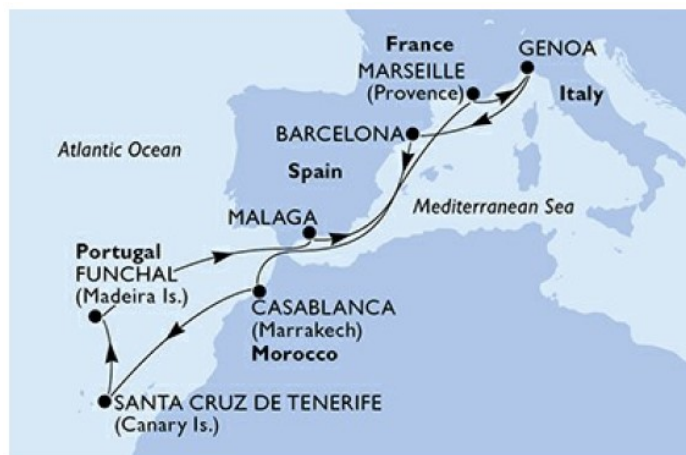 France
MARSEILLE
(Provence)
GENOA
Italy
BARCELONA
Atlantic Ocean
Spain
Mediterranean Sea
MALAGA
Portugal
FUNCHAL
(Madeira Is.)
CASABLANCA
(Marrakech)
Morocco
SANTA CRUZ DE TENERIFE
(Canary Is.)